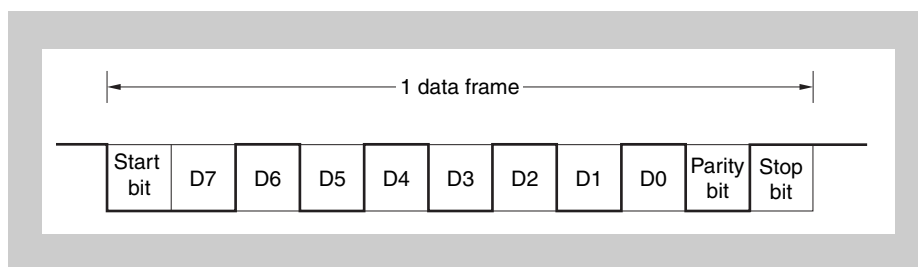 1 data frame
Start
bit
D7
D6
D5
D4
D3
D2
D1
D0
Parity
bit
Stop
bit